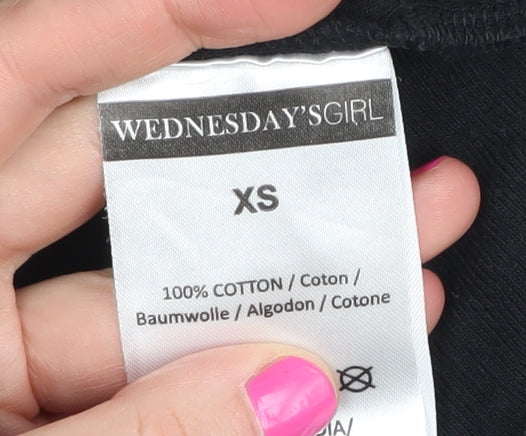 WEDNESDAY'SGIRL
XS
100% COTTON / Coton /
Baumwolle / Algodon / Cotone